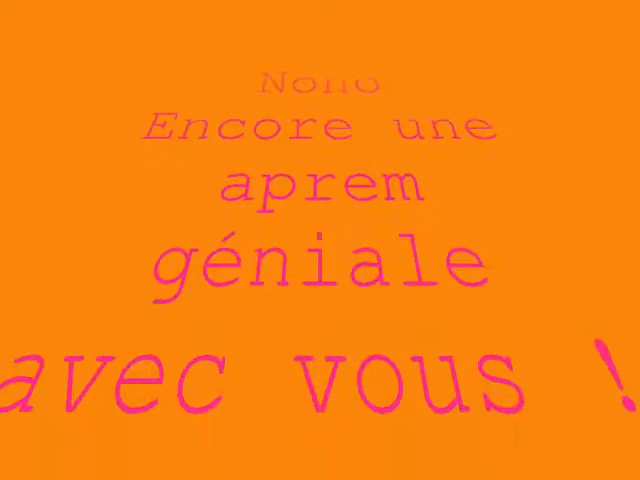 Nono
Encore une
aprem
géniale
avec vous !